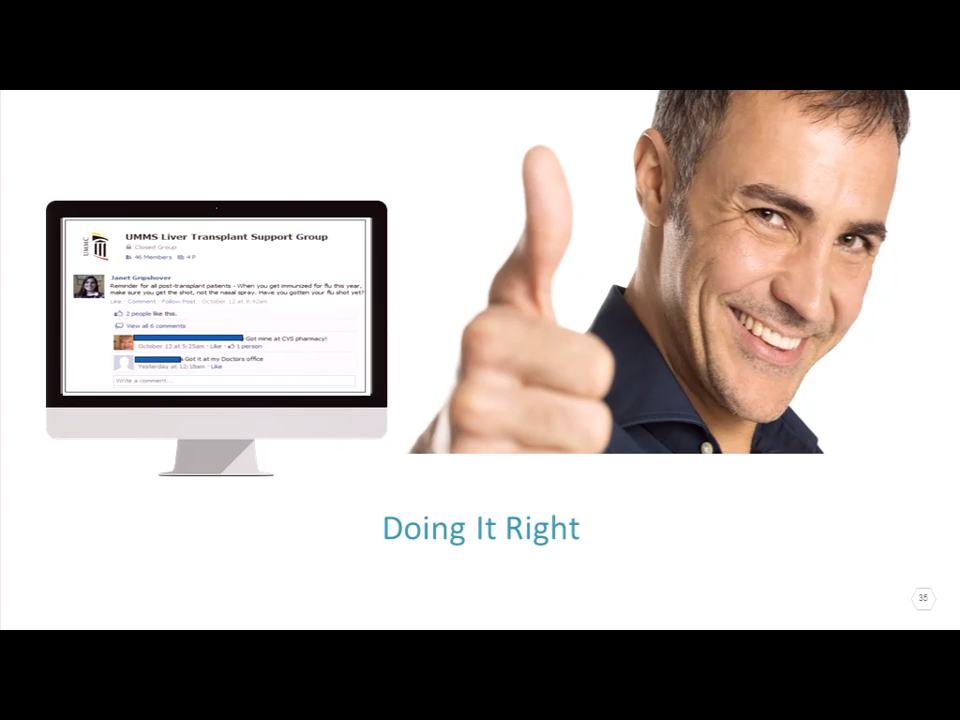 UMMC
UMMS Liver Transplant Support Group
Closed Group
46 Members 4 P
Janet Gripshover
Reminder for all post-transplant patients - When you get immunized for flu this year,
make sure you get the shot, not the nasal spray. Have you gotten your flu shot yet?
Like · Comment · Follow Post · October 12 at 9:42am
2 people like this.
View all 6 comments
Got mine at CVS pharmacy!
October 13 at 5:25am · Like · 1 person
Got it at my Doctors office
Yesterday at 12:18am · Like
Write a comment...
Doing It Right
35